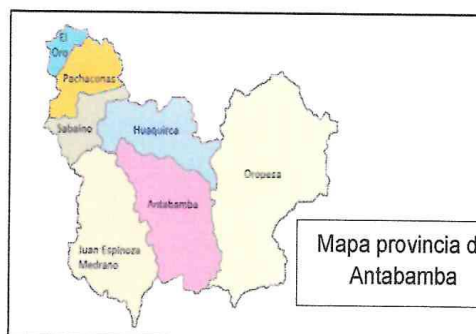 El
Oro
Pachaconas
Sabaino
Huaquirca
Oropesa
Antabamba
Juan Espinoza
Medrano
Mapa provincia d
Antabamba